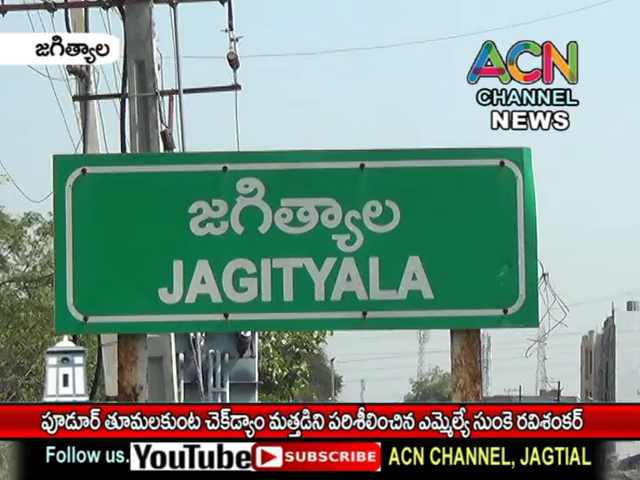 జగిత్యాల
ACN
CHANNEL
NEWS
జగిత్యాల
JAGITYALA
పూడూర్ తూమలకుంట చెక్‌డ్యాం మత్తడిని పరిశీలించిన ఎమ్మెల్యే సుంకె రవిశంకర్
Follow us. YouTube SUBSCRIBE ACN CHANNEL, JAGTIAL